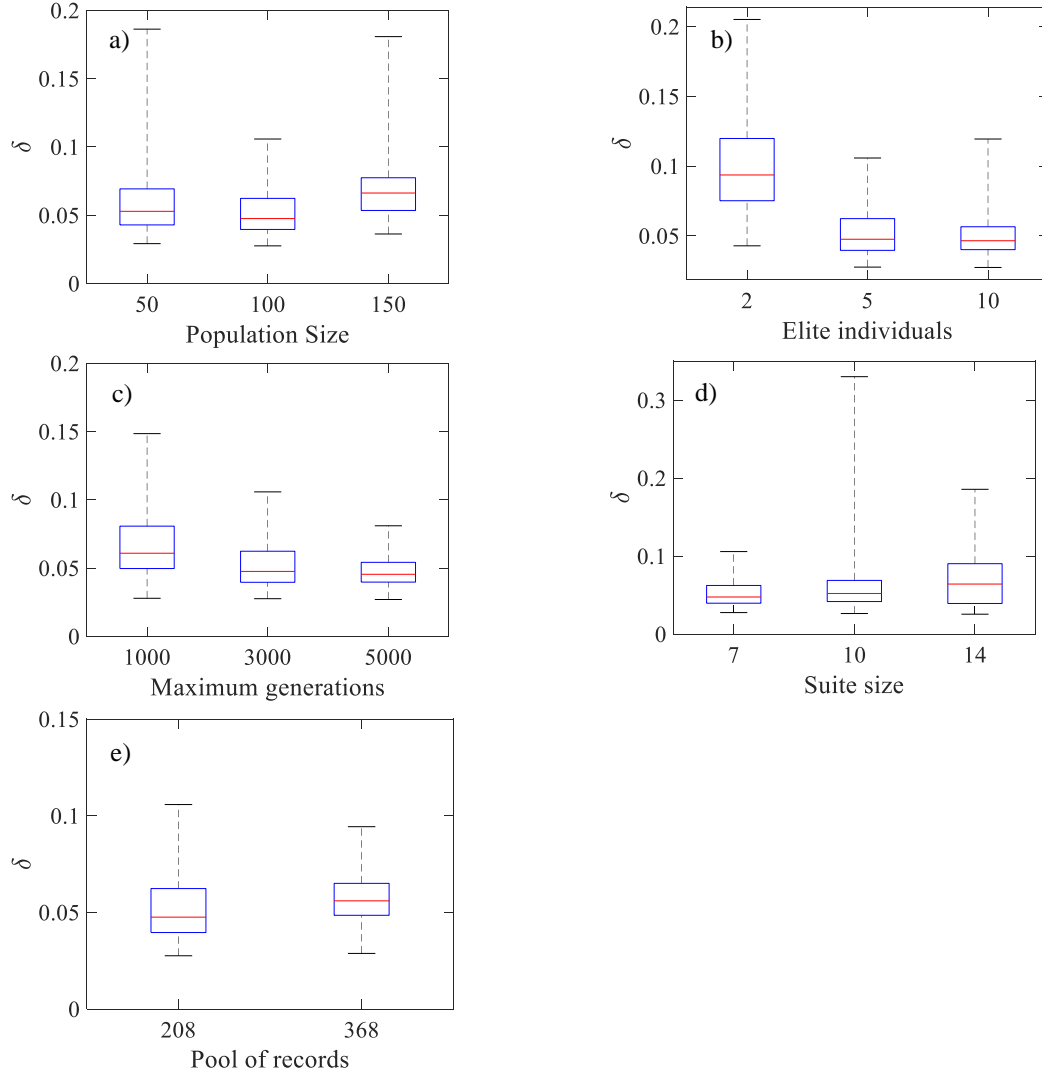 a)
0.2
0.15
0.1
0.05
0
δ
50 100 150
Population Size
b)
0.2
0.15
0.1
0.05
δ
2 5 10
Elite individuals
c)
0.2
0.15
0.1
0.05
0
δ
1000 3000 5000
Maximum generations
d)
0.3
0.2
0.1
0
δ
7 10 14
Suite size
e)
0.15
0.1
0.05
0
δ
208 368
Pool of records